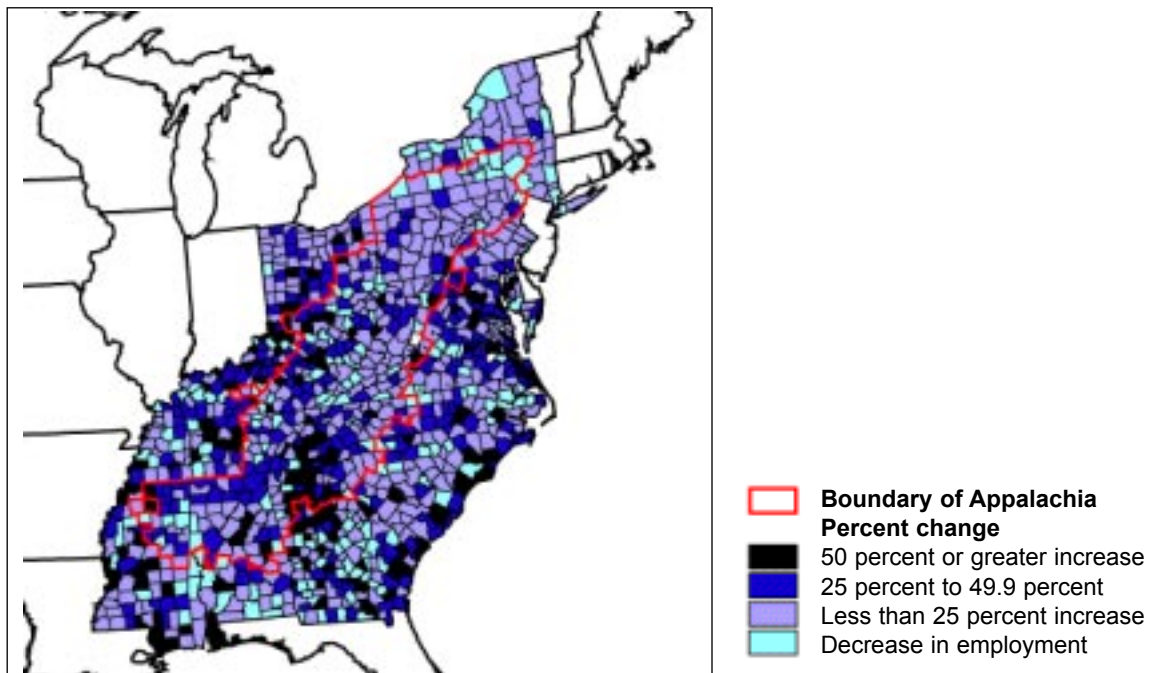 Boundary of Appalachia
Percent change
50 percent or greater increase
25 percent to 49.9 percent
Less than 25 percent increase
Decrease in employment